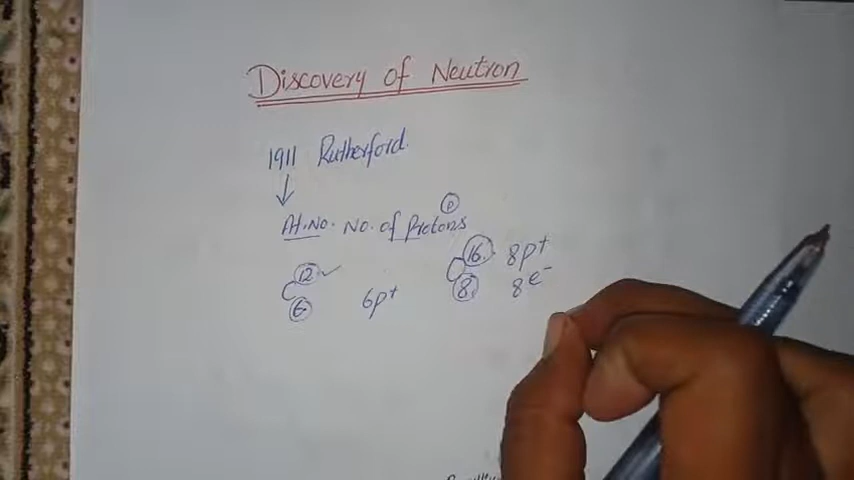 Discovery of Neutron
1911 Rutherford.
At.No. No. of Protons
p
C 12 6 6p+
O 16 8 8p+
8e-